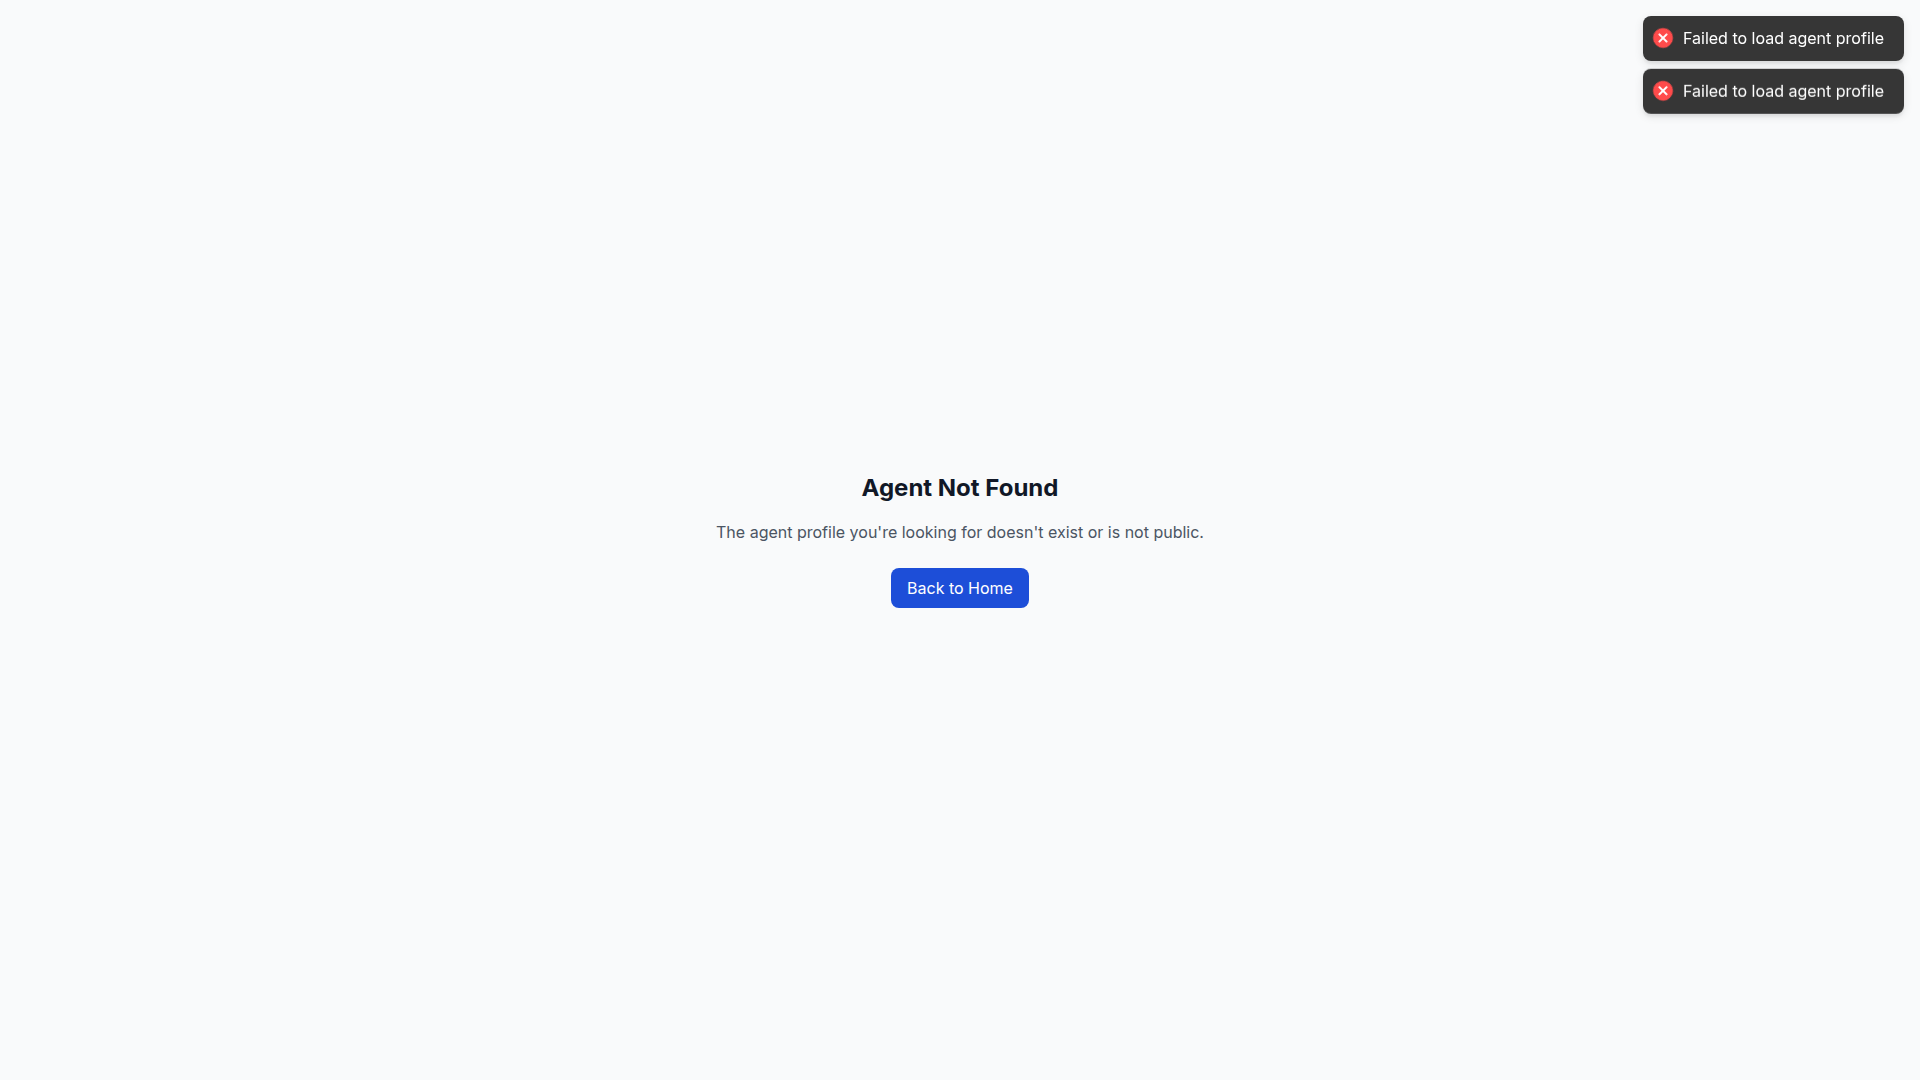 Failed to load agent profile
Failed to load agent profile
Agent Not Found
The agent profile you're looking for doesn't exist or is not public.
Back to Home